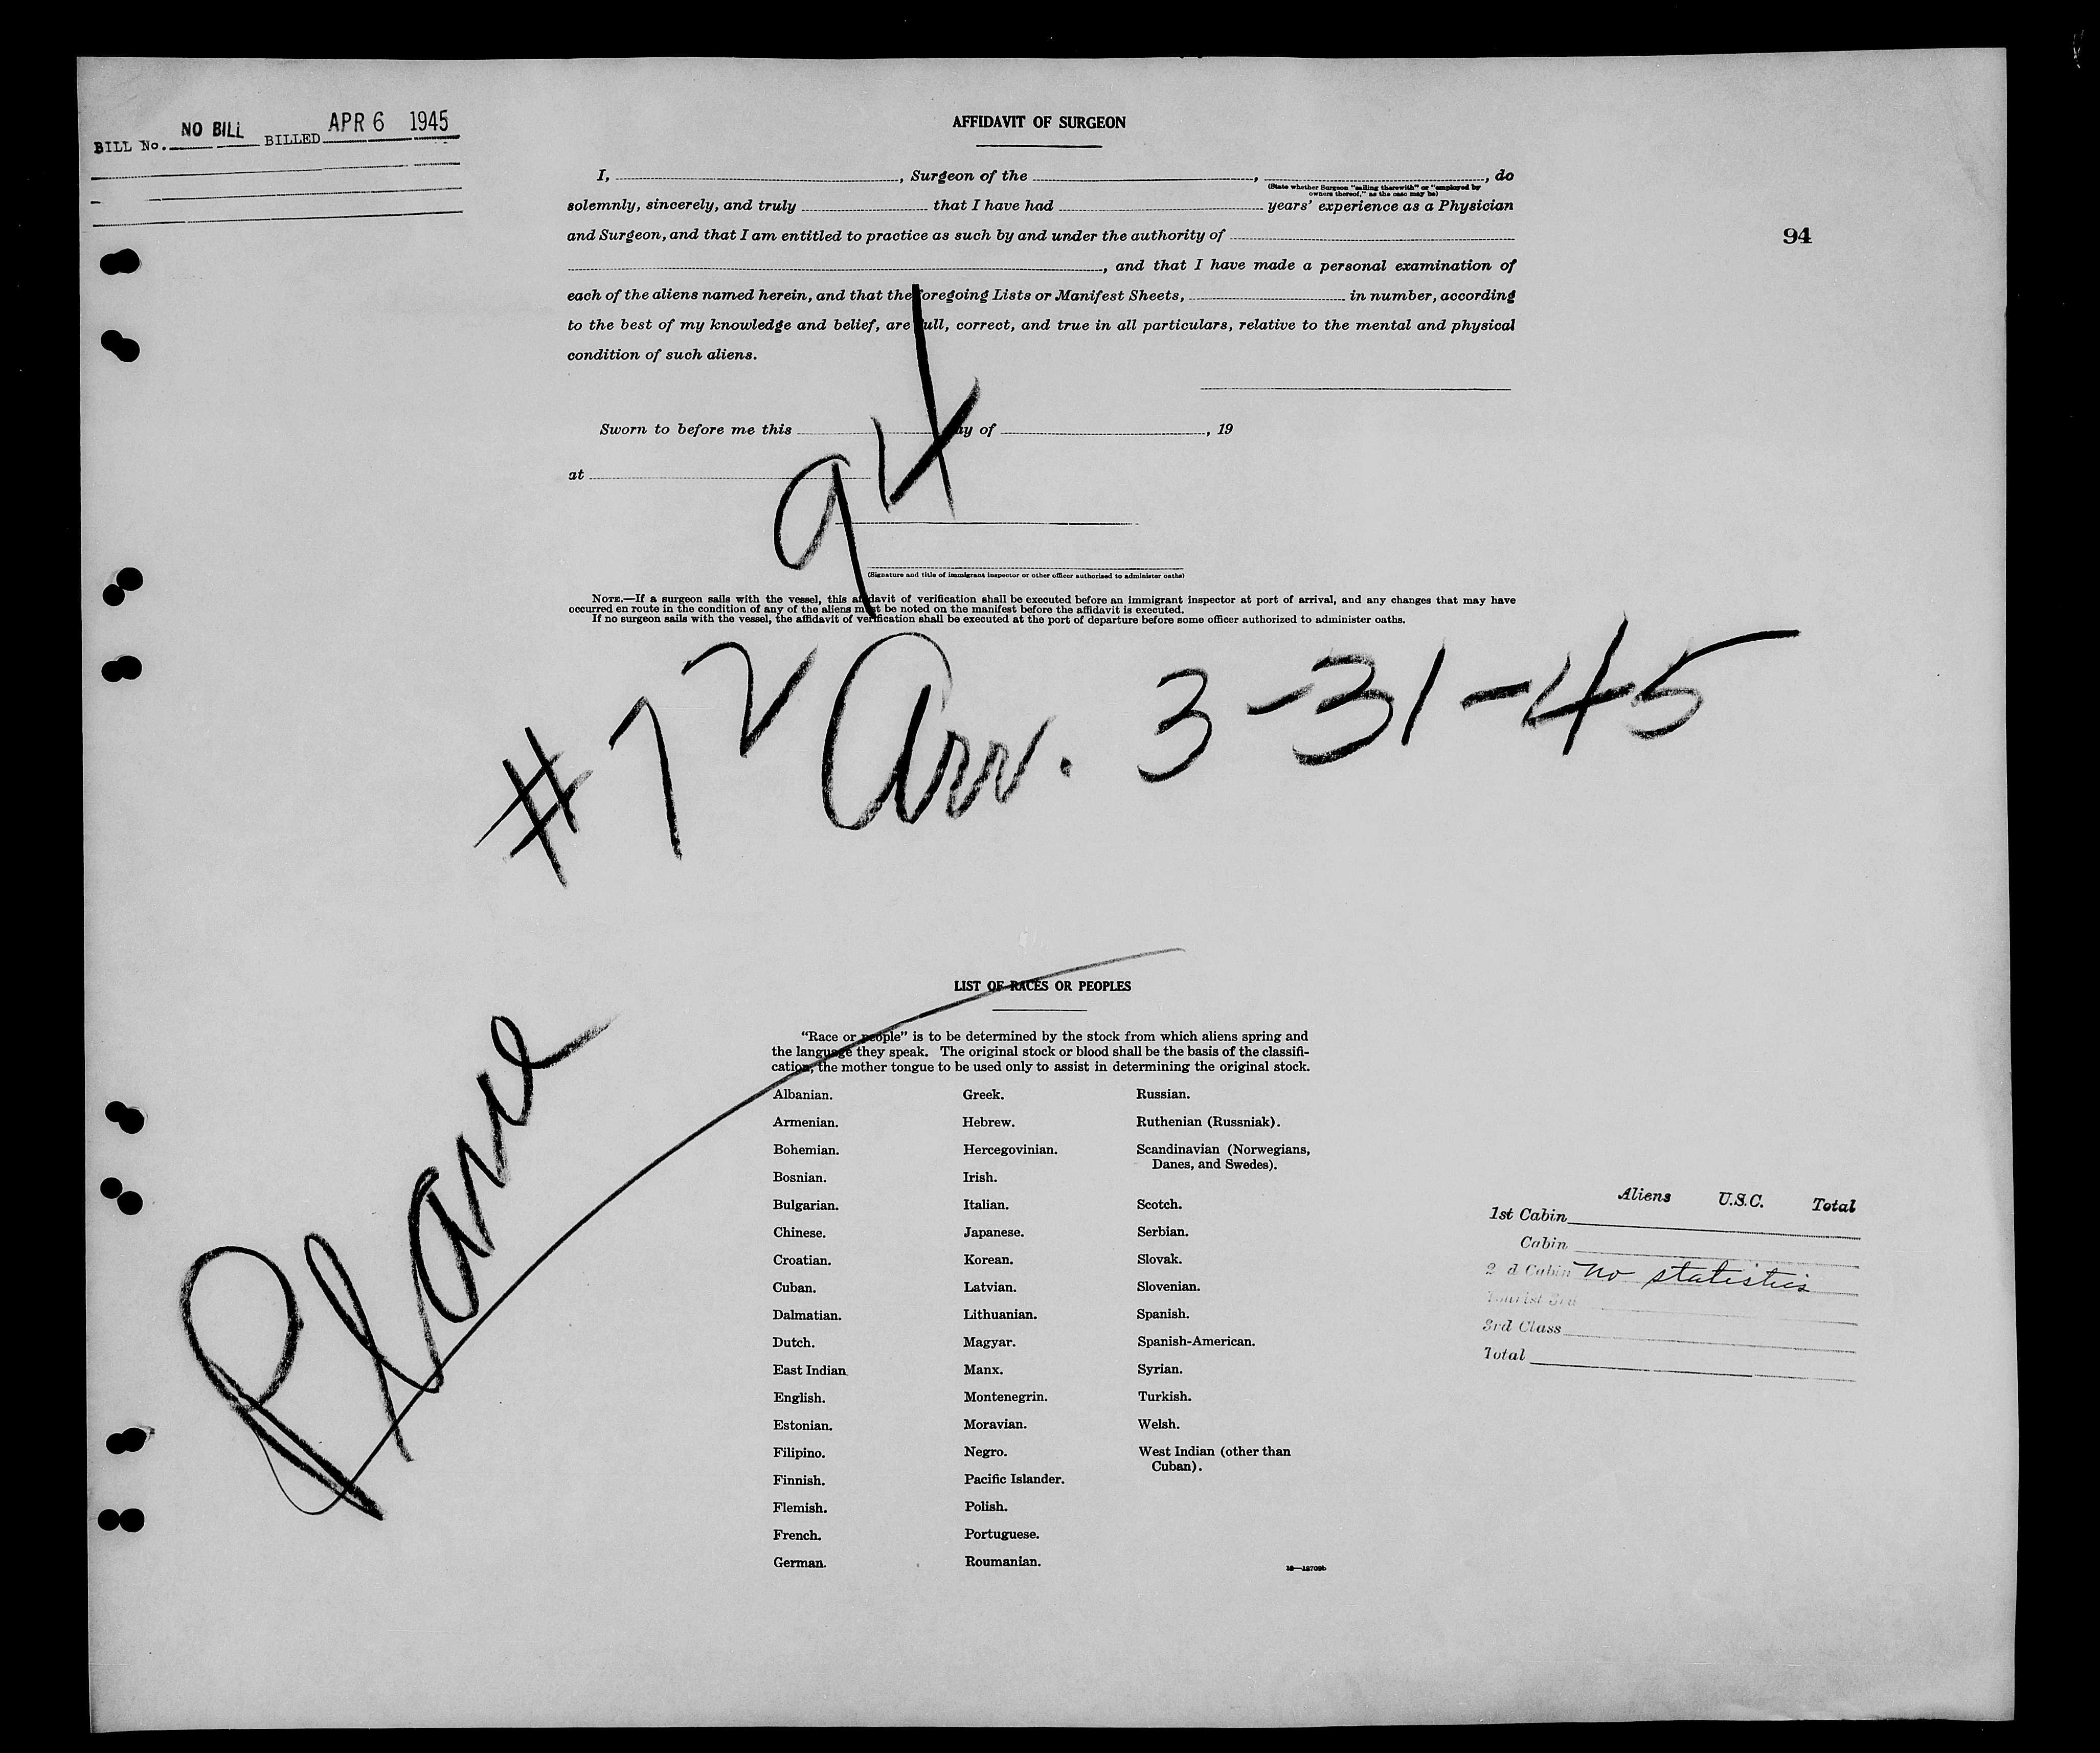 BILL No. NO BILL BILLED APR 6 1945
AFFIDAVIT OF SURGEON
I, , Surgeon of the , , do
(State whether Surgeon "sailing therewith" or "employed by
owners thereof," as the case may be)
solemnly, sincerely, and truly that I have had years' experience as a Physician
and Surgeon, and that I am entitled to practice as such by and under the authority of
94
, and that I have made a personal examination of
each of the aliens named herein, and that the foregoing Lists or Manifest Sheets, in number, according
to the best of my knowledge and belief, are full, correct, and true in all particulars, relative to the mental and physical
condition of such aliens.
Sworn to before me this day of , 19
at
94
(Signature and title of immigrant inspector or other officer authorized to administer oaths)
NOTE.—If a surgeon sails with the vessel, this affidavit of verification shall be executed before an immigrant inspector at port of arrival, and any changes that may have
occurred en route in the condition of any of the aliens must be noted on the manifest before the affidavit is executed.
If no surgeon sails with the vessel, the affidavit of verification shall be executed at the port of departure before some officer authorized to administer oaths.
#72 Arr. 3-31-45
Plane
LIST OF RACES OR PEOPLES
"Race or people" is to be determined by the stock from which aliens spring and
the language they speak. The original stock or blood shall be the basis of the classifi-
cation, the mother tongue to be used only to assist in determining the original stock.
Albanian.
Armenian.
Bohemian.
Bosnian.
Bulgarian.
Chinese.
Croatian.
Cuban.
Dalmatian.
Dutch.
East Indian
English.
Estonian.
Filipino.
Finnish.
Flemish.
French.
German.
Greek.
Hebrew.
Hercegovinian.
Irish.
Italian.
Japanese.
Korean.
Latvian.
Lithuanian.
Magyar.
Manx.
Montenegrin.
Moravian.
Negro.
Pacific Islander.
Polish.
Portuguese.
Roumanian.
Russian.
Ruthenian (Russniak).
Scandinavian (Norwegians,
Danes, and Swedes).
Scotch.
Serbian.
Slovak.
Slovenian.
Spanish.
Spanish-American.
Syrian.
Turkish.
Welsh.
West Indian (other than
Cuban).
Aliens U.S.C. Total
1st Cabin
Cabin
2 d Cabin no statistics
Tourist 3rd
3rd Class
Total